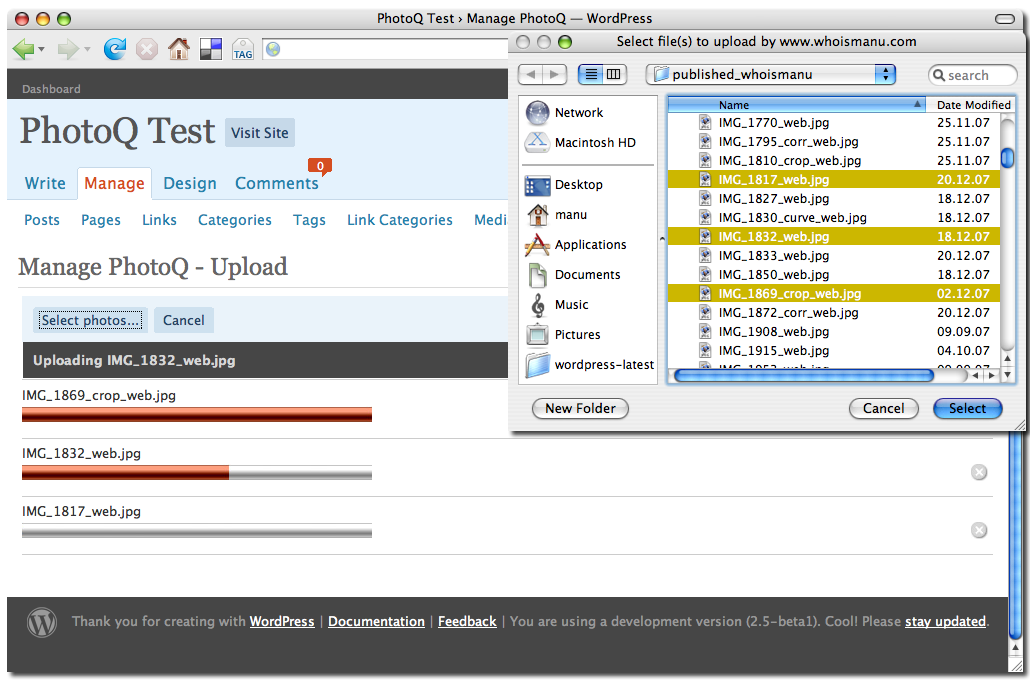 PhotoQ Test › Manage PhotoQ — WordPress
TAG
Dashboard
PhotoQ Test
Visit Site
0
Write
Manage
Design
Comments
Posts
Pages
Links
Categories
Tags
Link Categories
Medi
Manage PhotoQ - Upload
Select photos...
Cancel
Uploading IMG_1832_web.jpg
IMG_1869_crop_web.jpg
IMG_1832_web.jpg
IMG_1817_web.jpg
Thank you for creating with WordPress | Documentation | Feedback | You are using a development version (2.5-beta1). Cool! Please stay updated.
Select file(s) to upload by www.whoismanu.com
published_whoismanu
search
Network
Macintosh HD
Desktop
manu
Applications
Documents
Music
Pictures
wordpress-latest
Name Date Modified
IMG_1770_web.jpg 25.11.07
IMG_1795_corr_web.jpg 25.11.07
IMG_1810_crop_web.jpg 25.11.07
IMG_1817_web.jpg 20.12.07
IMG_1827_web.jpg 18.12.07
IMG_1830_curve_web.jpg 18.12.07
IMG_1832_web.jpg 18.12.07
IMG_1833_web.jpg 20.12.07
IMG_1850_web.jpg 18.12.07
IMG_1869_crop_web.jpg 02.12.07
IMG_1872_corr_web.jpg 20.12.07
IMG_1908_web.jpg 09.09.07
IMG_1915_web.jpg 04.10.07
New Folder
Cancel
Select